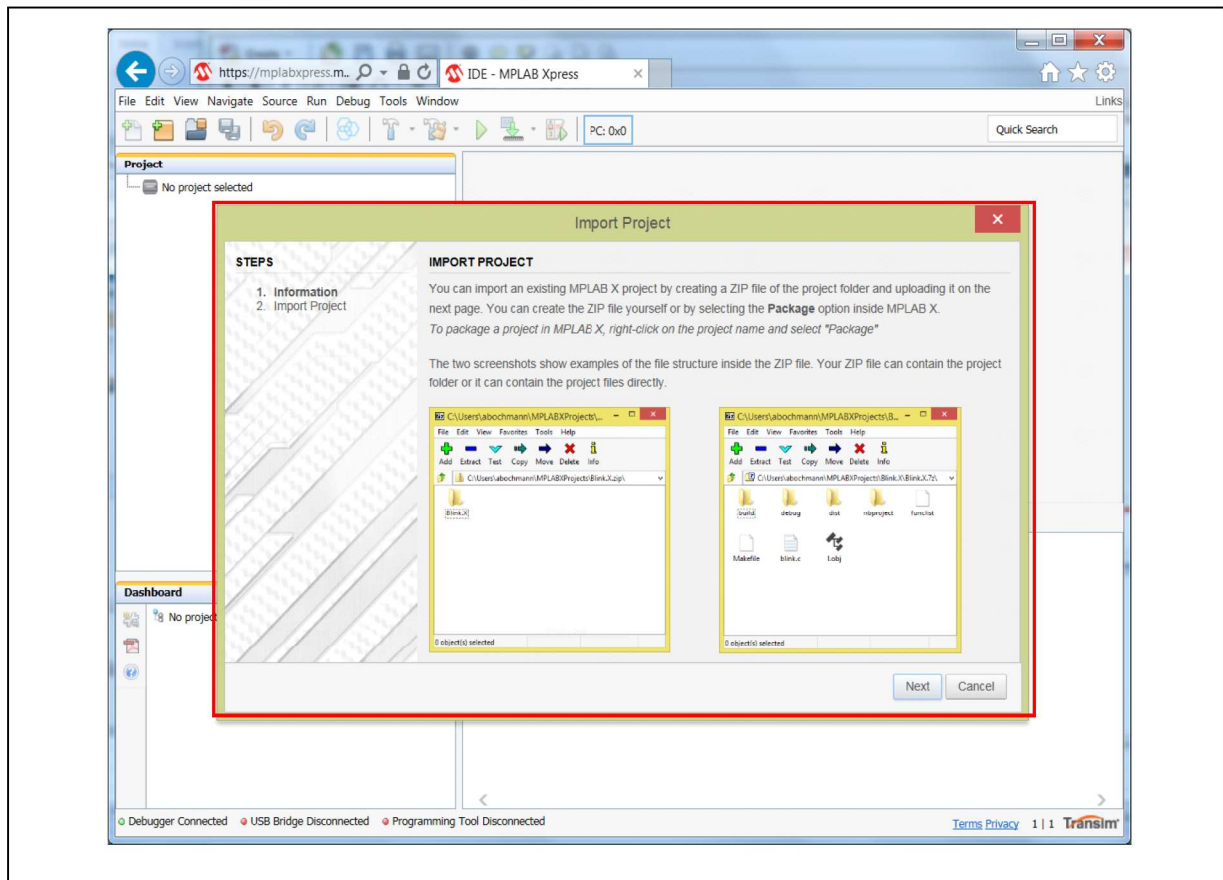 https://mplabxpress.m...
IDE - MPLAB Xpress
File Edit View Navigate Source Run Debug Tools Window
Links
PC: 0x0
Quick Search
Project
No project selected
Import Project
STEPS
1. Information
2. Import Project
IMPORT PROJECT
You can import an existing MPLAB X project by creating a ZIP file of the project folder and uploading it on the
next page. You can create the ZIP file yourself or by selecting the Package option inside MPLAB X.
To package a project in MPLAB X, right-click on the project name and select "Package"
The two screenshots show examples of the file structure inside the ZIP file. Your ZIP file can contain the project
folder or it can contain the project files directly.
C:\Users\abochmann\MPLABXProjects\...
File Edit View Favorites Tools Help
Add Extract Test Copy Move Delete Info
C:\Users\abochmann\MPLABXProjects\Blink.X.zip\
Blink.X
0 object(s) selected
C:\Users\abochmann\MPLABXProjects\B...
File Edit View Favorites Tools Help
Add Extract Test Copy Move Delete Info
C:\Users\abochmann\MPLABXProjects\Blink.X\Blink.X.7z\
build debug dist nbproject funclist
Makefile blink.c l.obj
0 object(s) selected
Next Cancel
Dashboard
No project
Debugger Connected USB Bridge Disconnected Programming Tool Disconnected
Terms Privacy 1 | 1 Transim